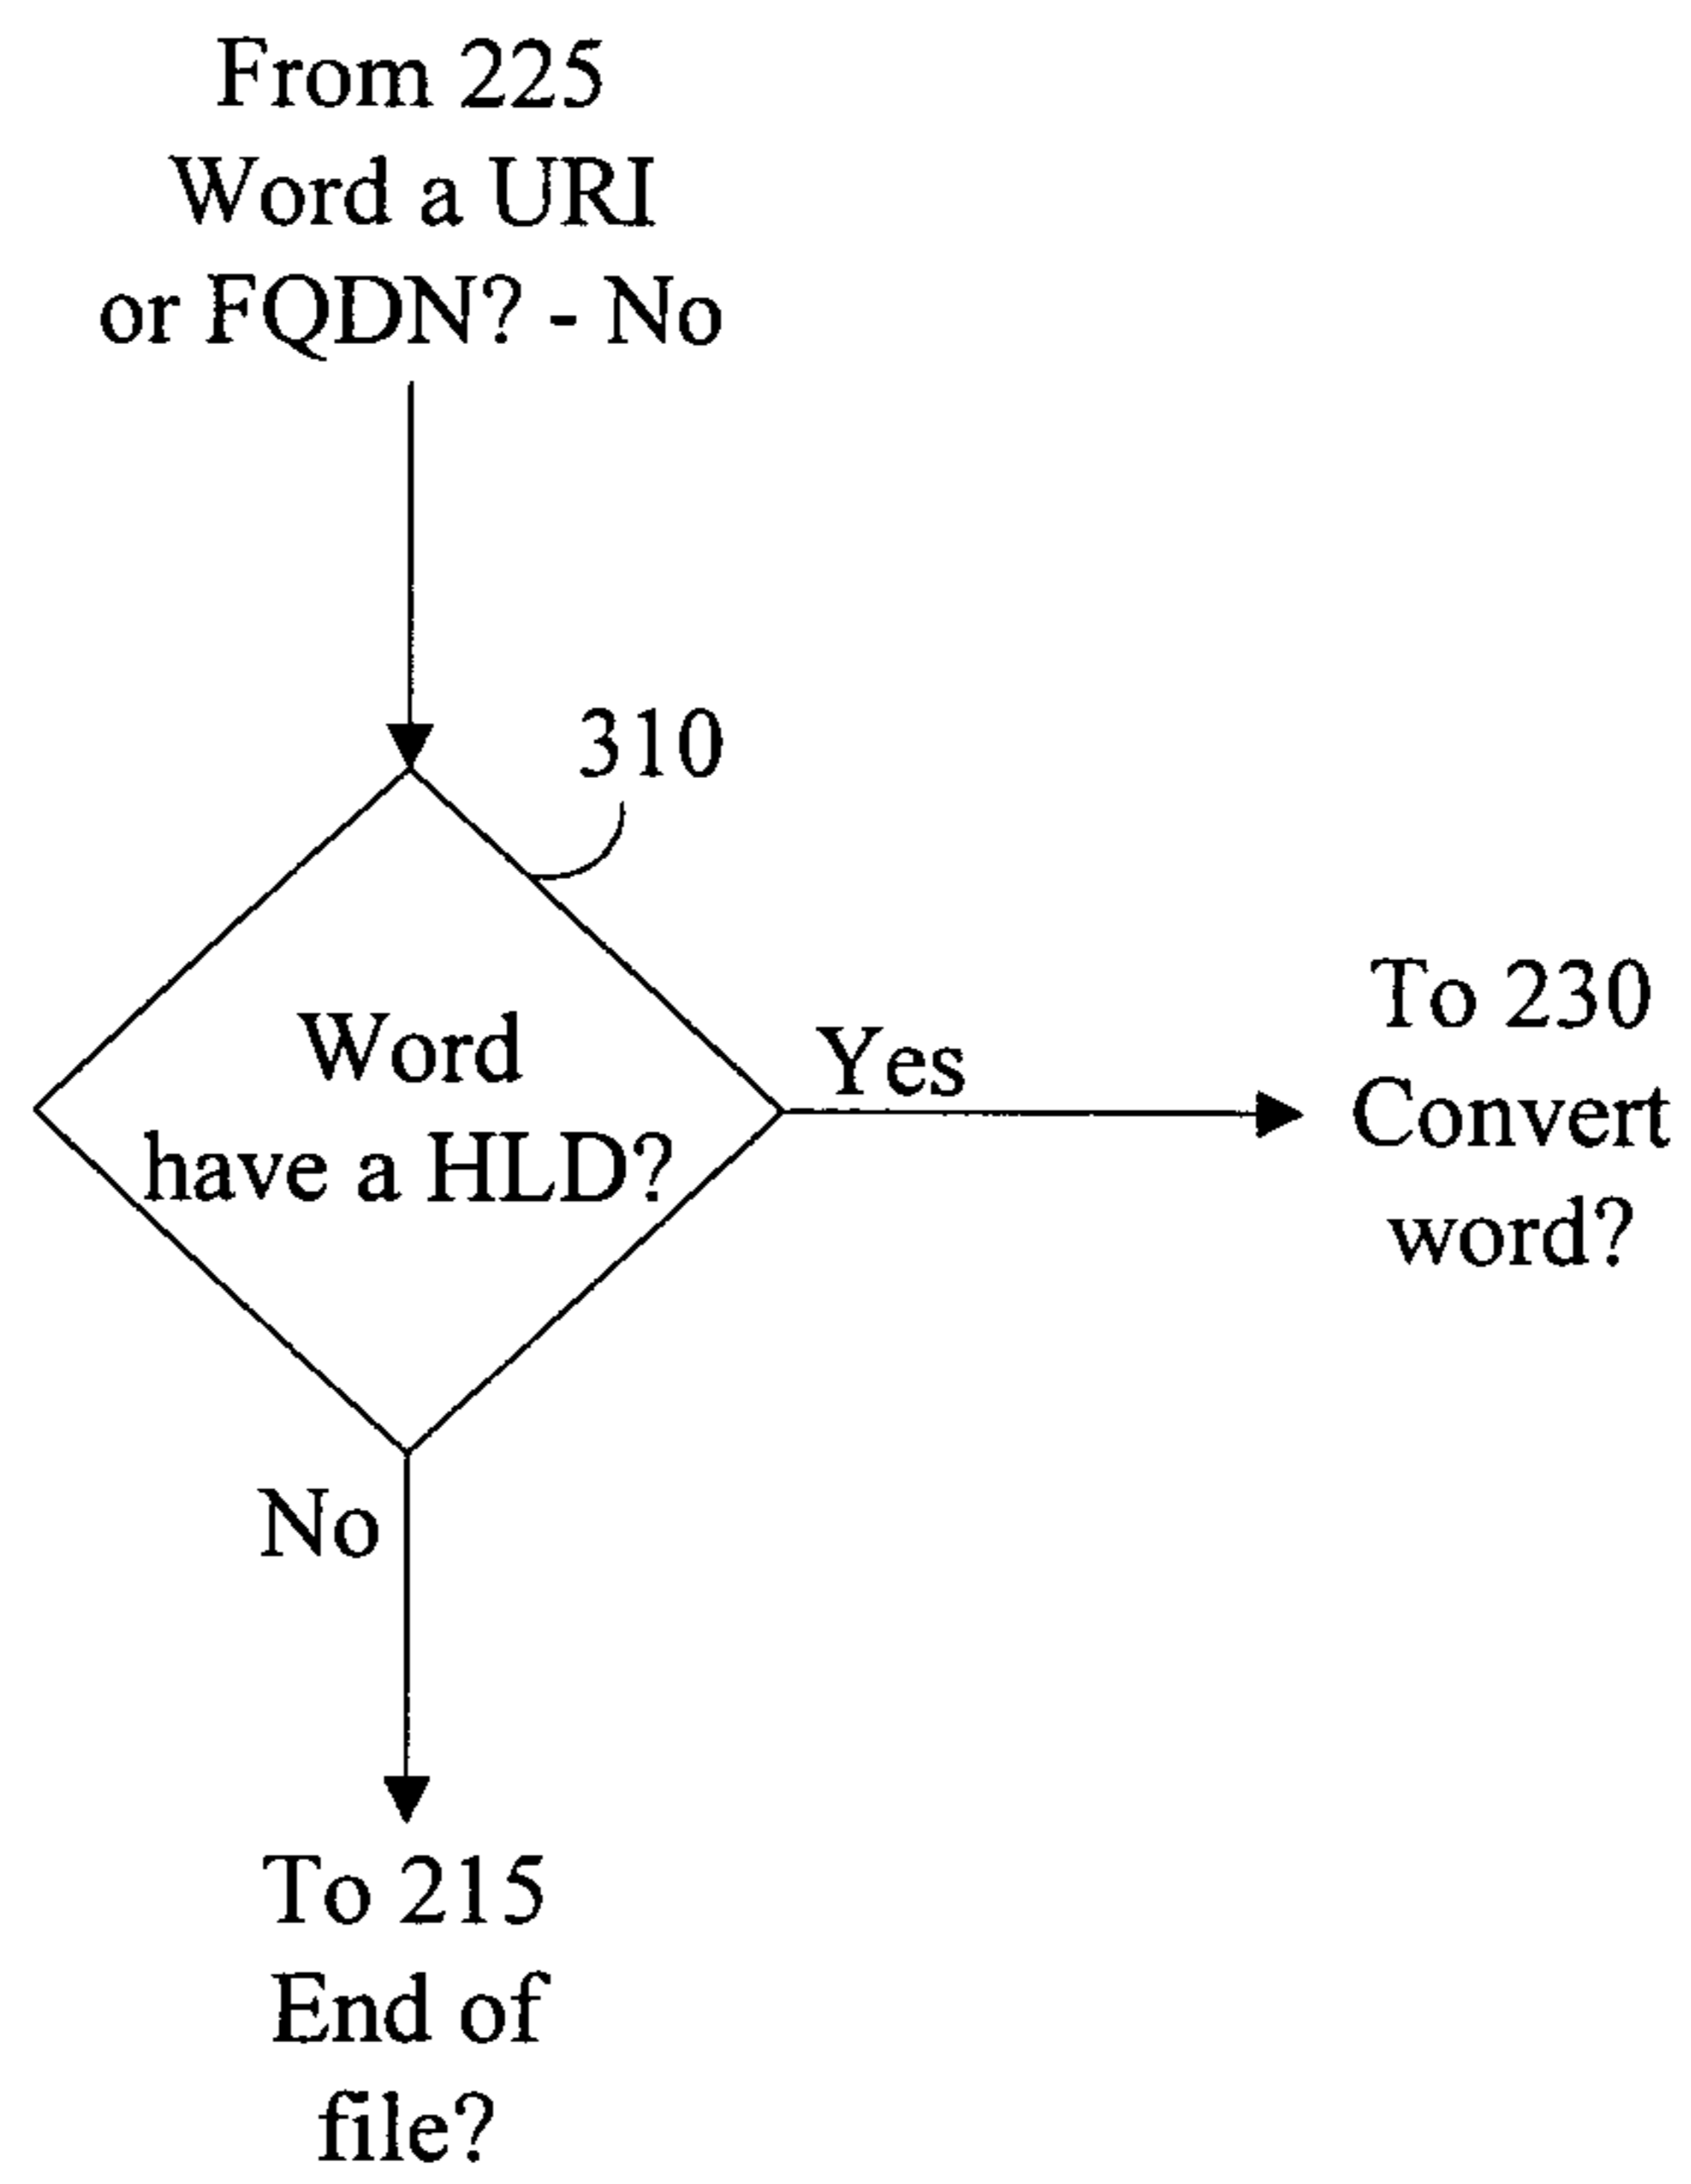 From 225
Word a URI
or FQDN? - No
310
Word
have a HLD?
Yes
To 230
Convert
word?
No
To 215
End of
file?